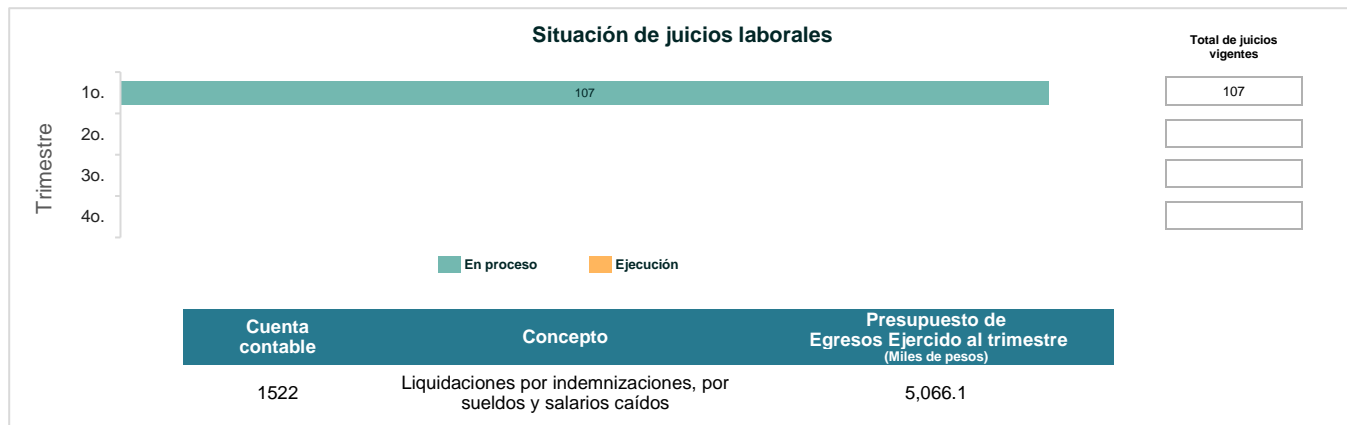 Situación de juicios laborales
Total de juicios
vigentes
Trimestre
1o.
107
107
2o.
3o.
4o.
En proceso
Ejecución
Cuenta
contable
Concepto
Presupuesto de
Egresos Ejercido al trimestre
(Miles de pesos)
1522
Liquidaciones por indemnizaciones, por
sueldos y salarios caídos
5,066.1